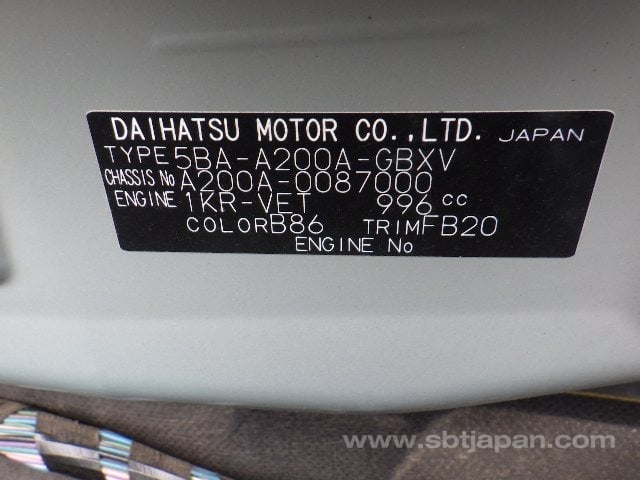 DAIHATSU MOTOR CO.,LTD. JAPAN
TYPE 5BA-A200A-GBXV
CHASSIS No A200A-0087000
ENGINE 1KR-VET 996 cc
COLOR B86 TRIM FB20
ENGINE No
www.sbtjapan.com